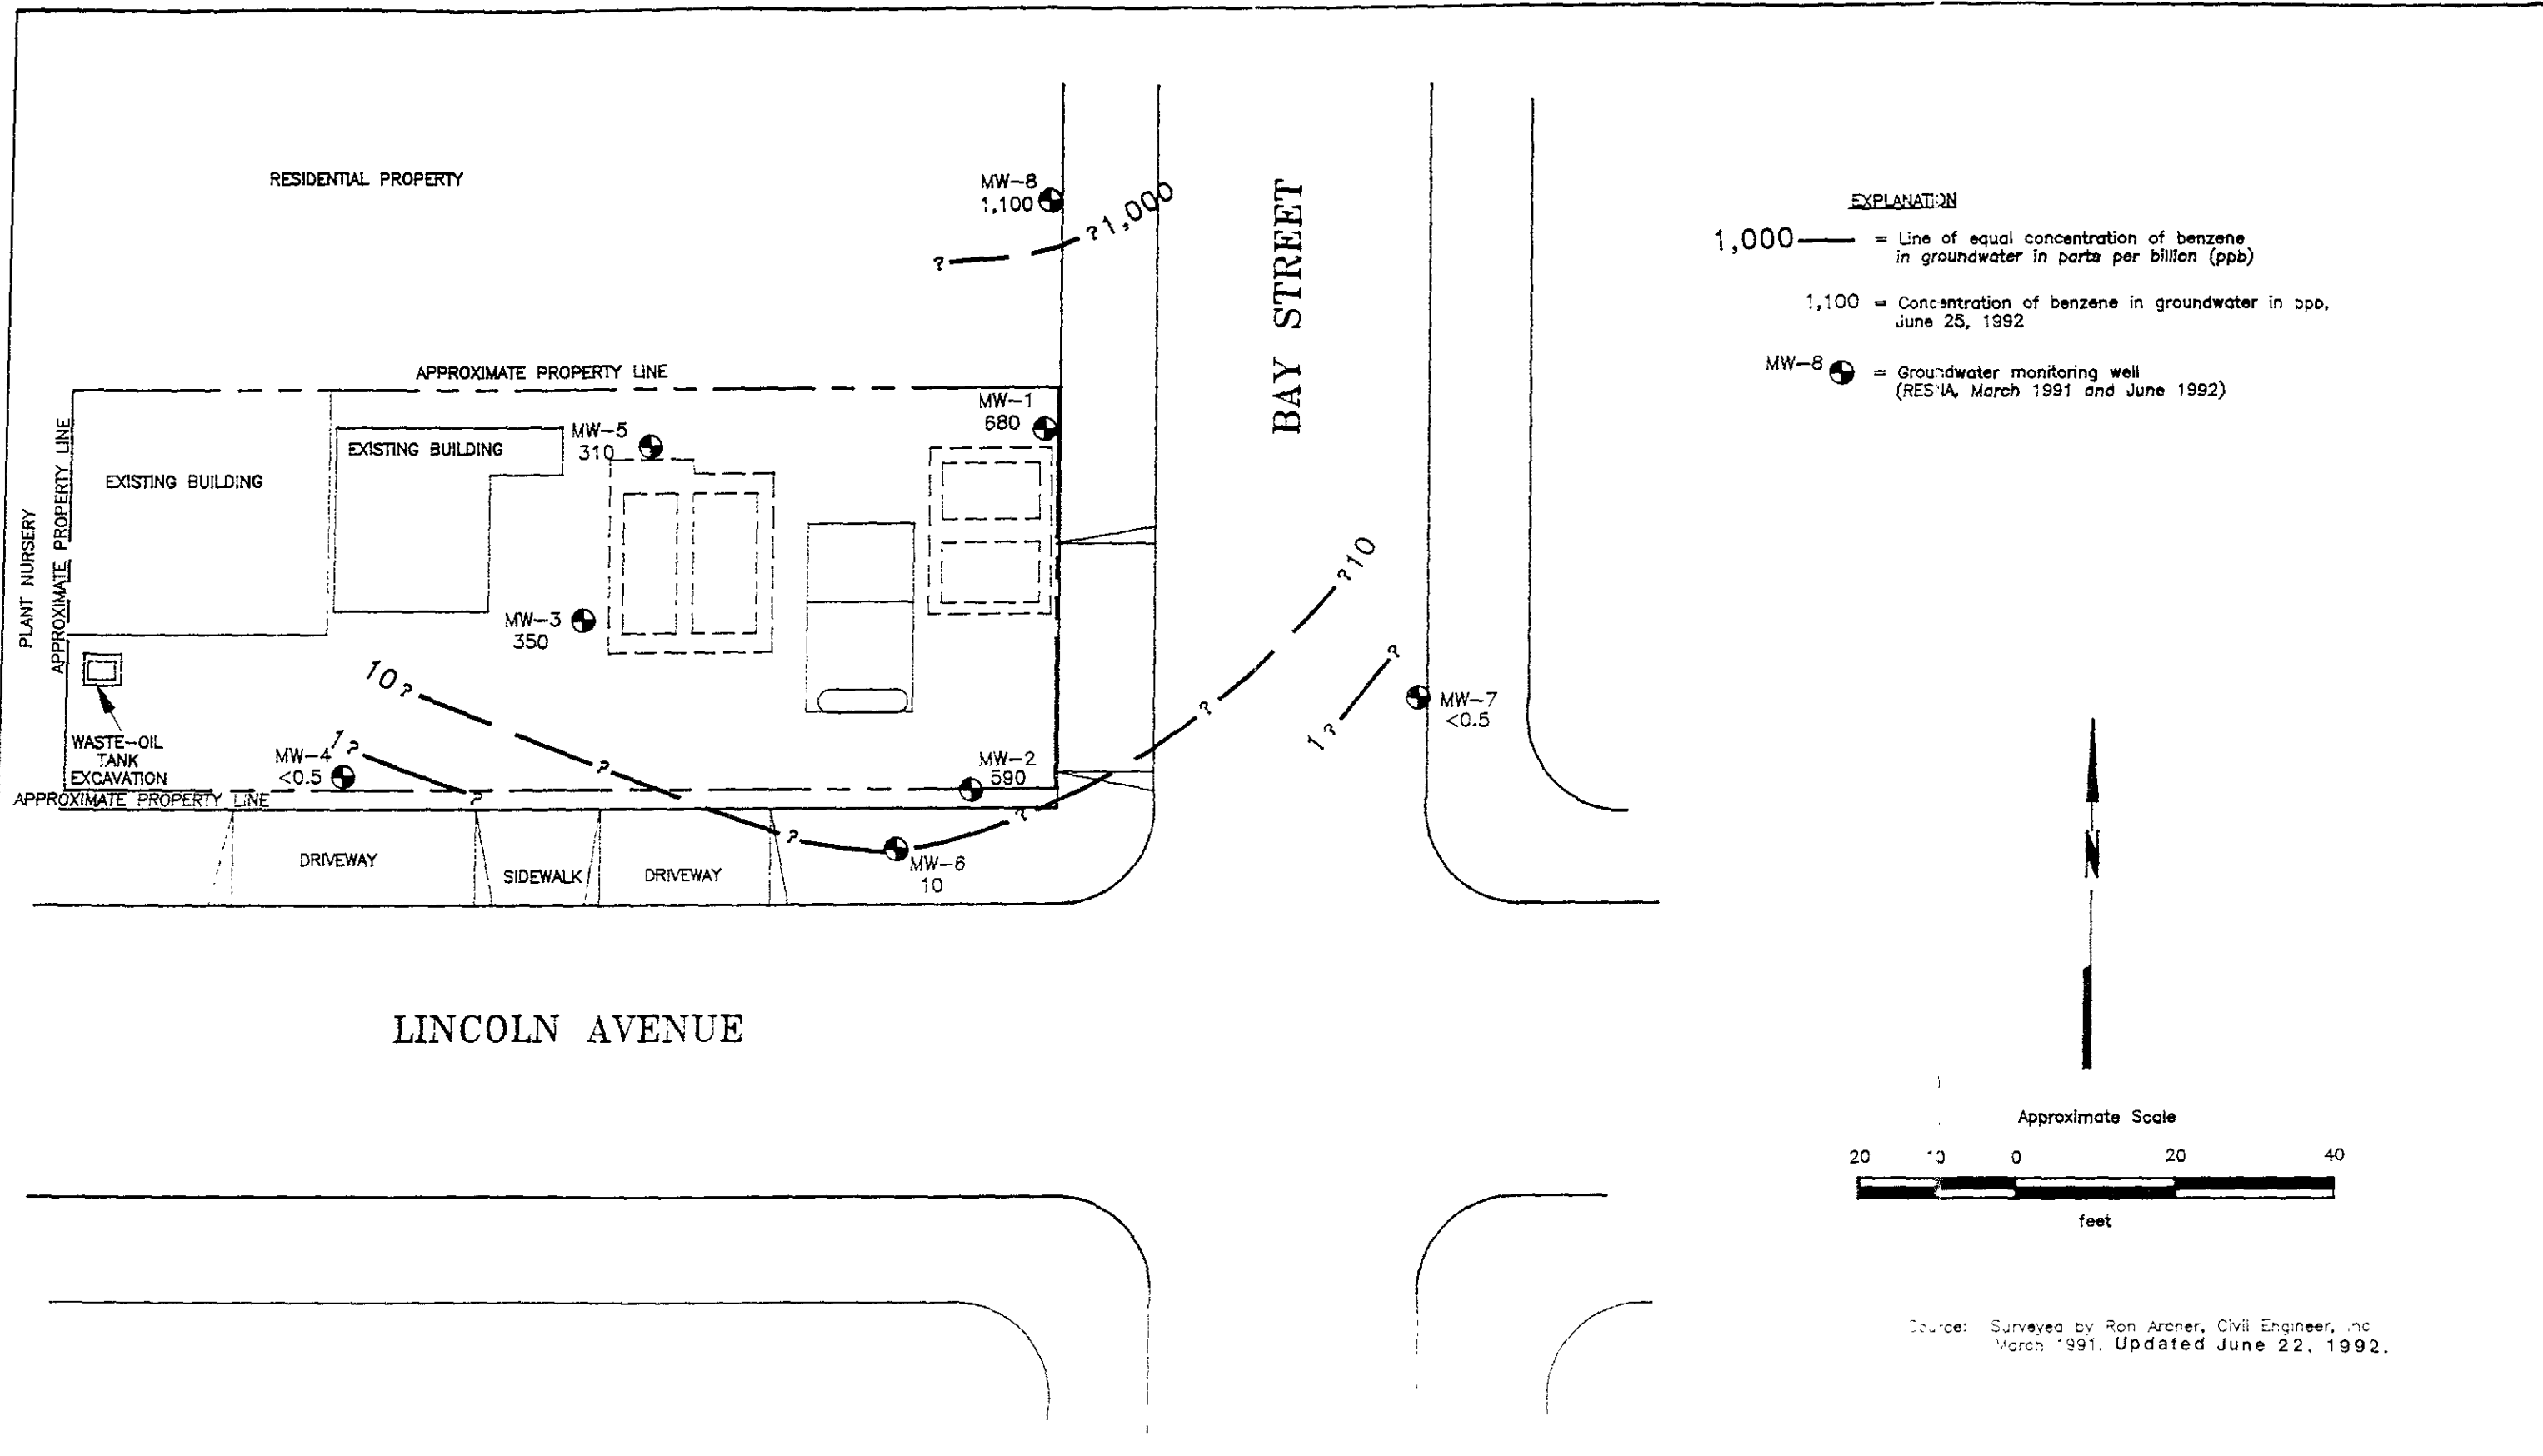 RESIDENTIAL PROPERTY
MW-8
1,100
?
?1,000
BAY STREET
EXPLANATION
1,000 = Line of equal concentration of benzene
in groundwater in parts per billion (ppb)
1,100 = Concentration of benzene in groundwater in ppb,
June 25, 1992
MW-8 = Groundwater monitoring well
(RESNA, March 1991 and June 1992)
APPROXIMATE PROPERTY LINE
PLANT NURSERY
APPROXIMATE PROPERTY LINE
EXISTING BUILDING
EXISTING BUILDING
MW-5
310
MW-1
680
MW-3
350
10?
?
?
?
?
?10
1?
?
1?
?
MW-7
<0.5
WASTE-OIL
TANK
EXCAVATION
MW-4
<0.5
MW-2
590
APPROXIMATE PROPERTY LINE
MW-6
10
DRIVEWAY
SIDEWALK
DRIVEWAY
LINCOLN AVENUE
N
Approximate Scale
20 10 0 20 40
feet
Source: Surveyed by Ron Archer, Civil Engineer, Inc
March 1991. Updated June 22, 1992.